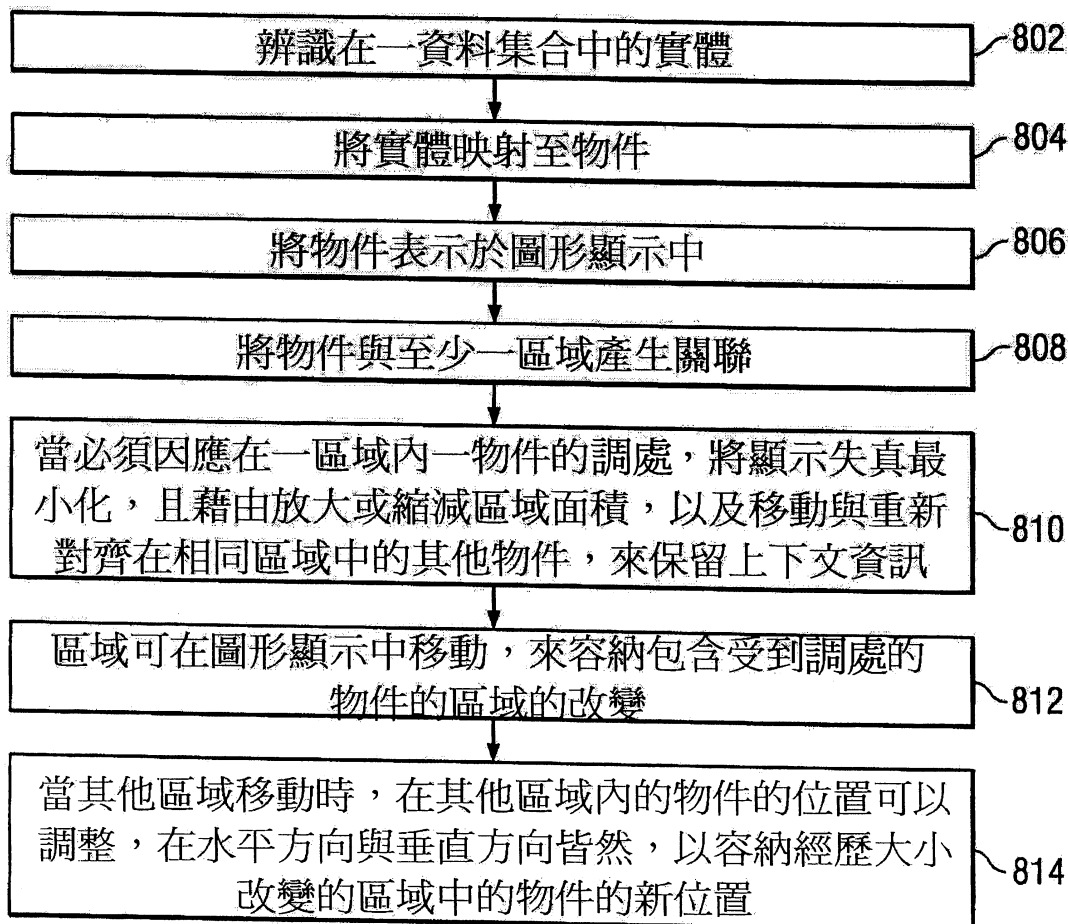 辨識在一資料集合中的實體
802
將實體映射至物件
804
將物件表示於圖形顯示中
806
將物件與至少一區域產生關聯
808
當必須因應在一區域內一物件的調處，將顯示失真最
小化，且藉由放大或縮減區域面積，以及移動與重新
對齊在相同區域中的其他物件，來保留上下文資訊
810
區域可在圖形顯示中移動，來容納包含受到調處的
物件的區域的改變
812
當其他區域移動時，在其他區域內的物件的位置可以
調整，在水平方向與垂直方向皆然，以容納經歷大小
改變的區域中的物件的新位置
814